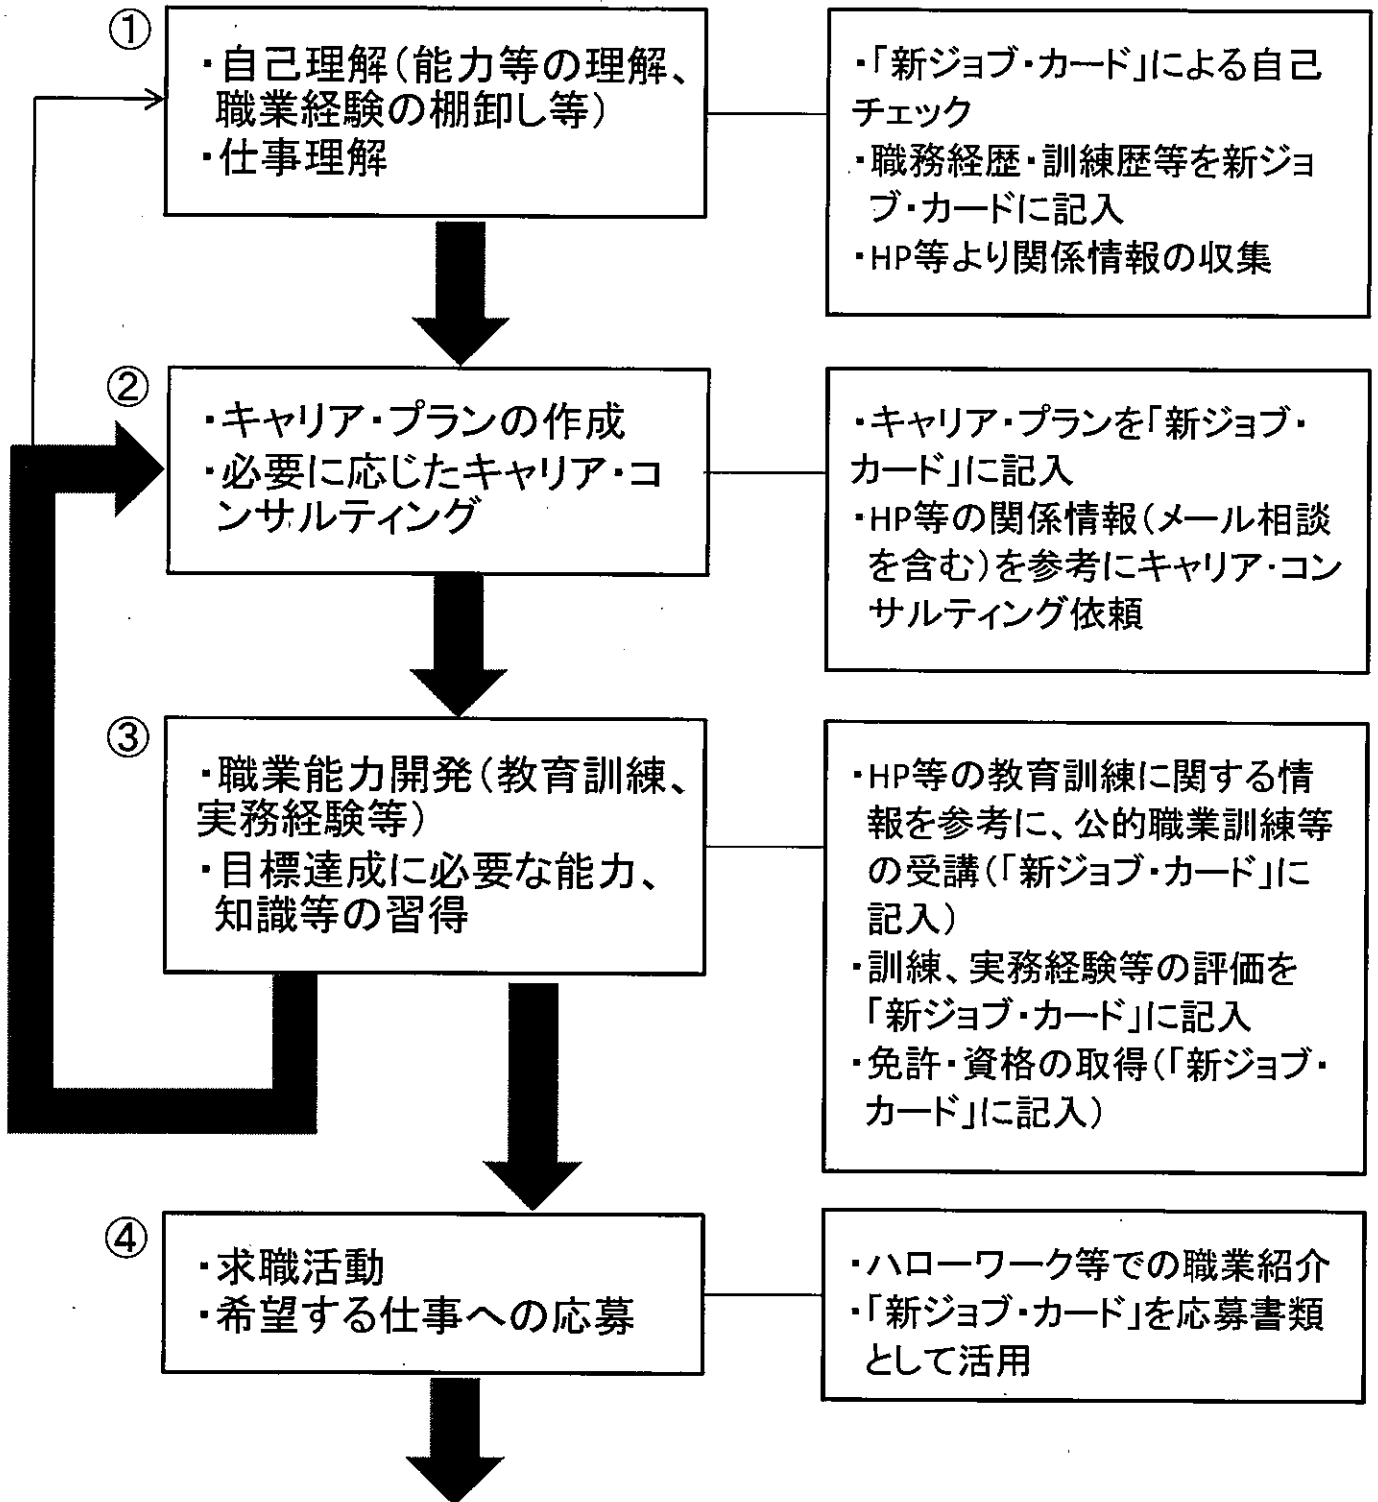 ①
・自己理解(能力等の理解、
職業経験の棚卸し等)
・仕事理解
・「新ジョブ・カード」による自己
チェック
・職務経歴・訓練歴等を新ジョ
ブ・カードに記入
・HP等より関係情報の収集
②
・キャリア・プランの作成
・必要に応じたキャリア・コ
ンサルティング
・キャリア・プランを「新ジョブ・
カード」に記入
・HP等の関係情報(メール相談
を含む)を参考にキャリア・コン
サルティング依頼
③
・職業能力開発(教育訓練、
実務経験等)
・目標達成に必要な能力、
知識等の習得
・HP等の教育訓練に関する情
報を参考に、公的職業訓練等
の受講(「新ジョブ・カード」に
記入)
・訓練、実務経験等の評価を
「新ジョブ・カード」に記入
・免許・資格の取得(「新ジョブ・
カード」に記入)
④
・求職活動
・希望する仕事への応募
・ハローワーク等での職業紹介
・「新ジョブ・カード」を応募書類
として活用